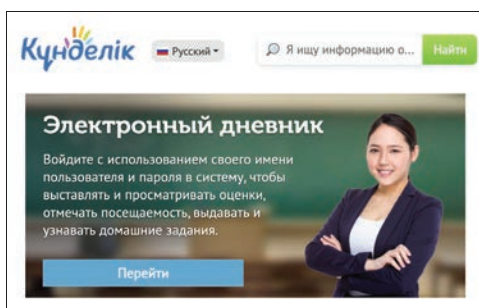 Күнделік
Русский
Я ищу информацию о...
Найти
Электронный дневник
Войдите с использованием своего имени
пользователя и пароля в систему, чтобы
выставлять и просматривать оценки,
отмечать посещаемость, выдавать и
узнавать домашние задания.
Перейти